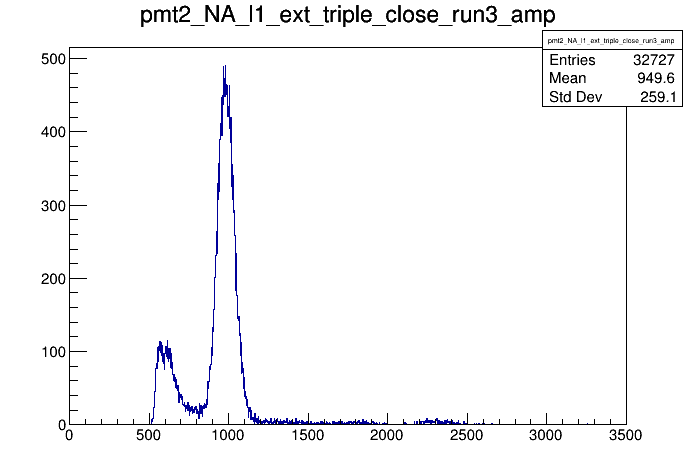 pmt2_NA_l1_ext_triple_close_run3_amp
pmt2_NA_l1_ext_triple_close_run3_amp
Entries 32727
Mean 949.6
Std Dev 259.1
500
400
300
200
100
0
0 500 1000 1500 2000 2500 3000 3500